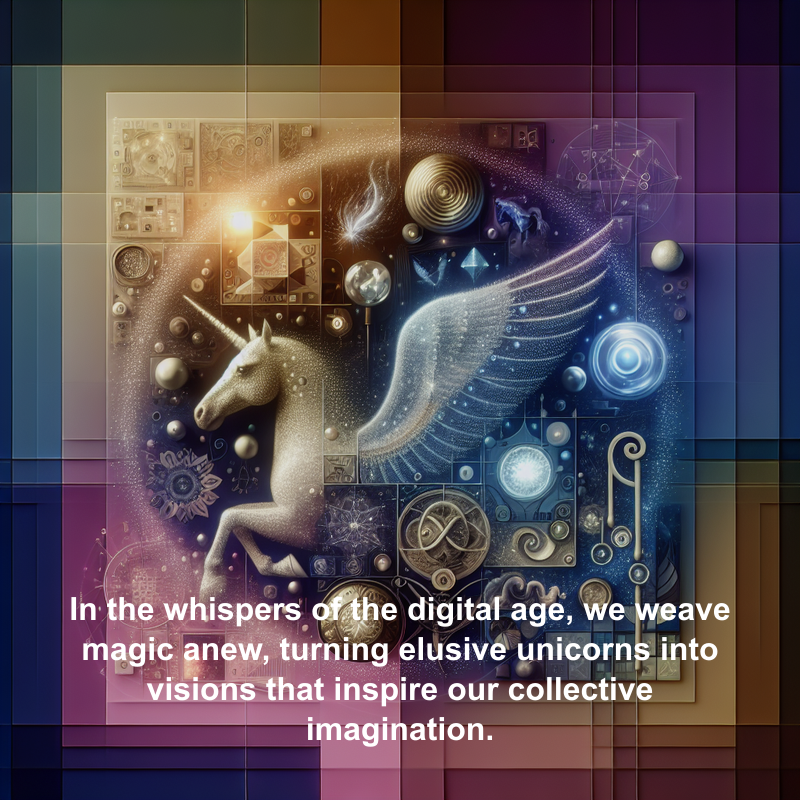 In the whispers of the digital age, we weave
magic anew, turning elusive unicorns into
visions that inspire our collective
imagination.